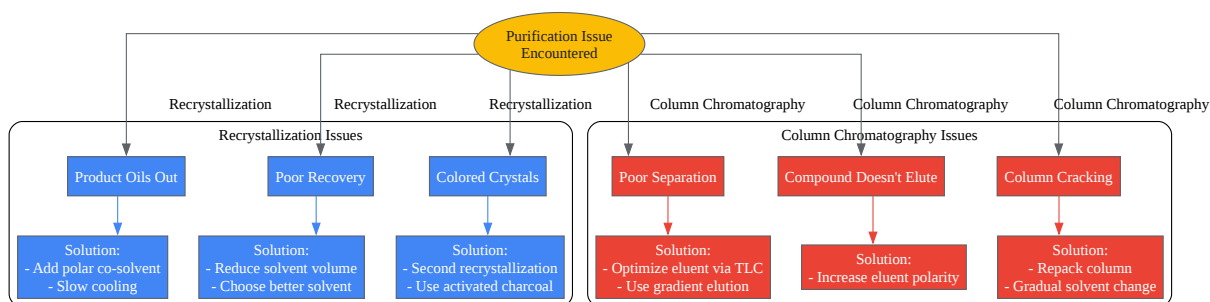 Purification Issue
Encountered
Recrystallization
Recrystallization
Recrystallization
Column Chromatography
Column Chromatography
Column Chromatography
Recrystallization Issues
Column Chromatography Issues
Product Oils Out
Poor Recovery
Colored Crystals
Poor Separation
Compound Doesn't Elute
Column Cracking
Solution:
- Add polar co-solvent
- Slow cooling
Solution:
- Reduce solvent volume
- Choose better solvent
Solution:
- Second recrystallization
- Use activated charcoal
Solution:
- Optimize eluent via TLC
- Use gradient elution
Solution:
- Increase eluent polarity
Solution:
- Repack column
- Gradual solvent change